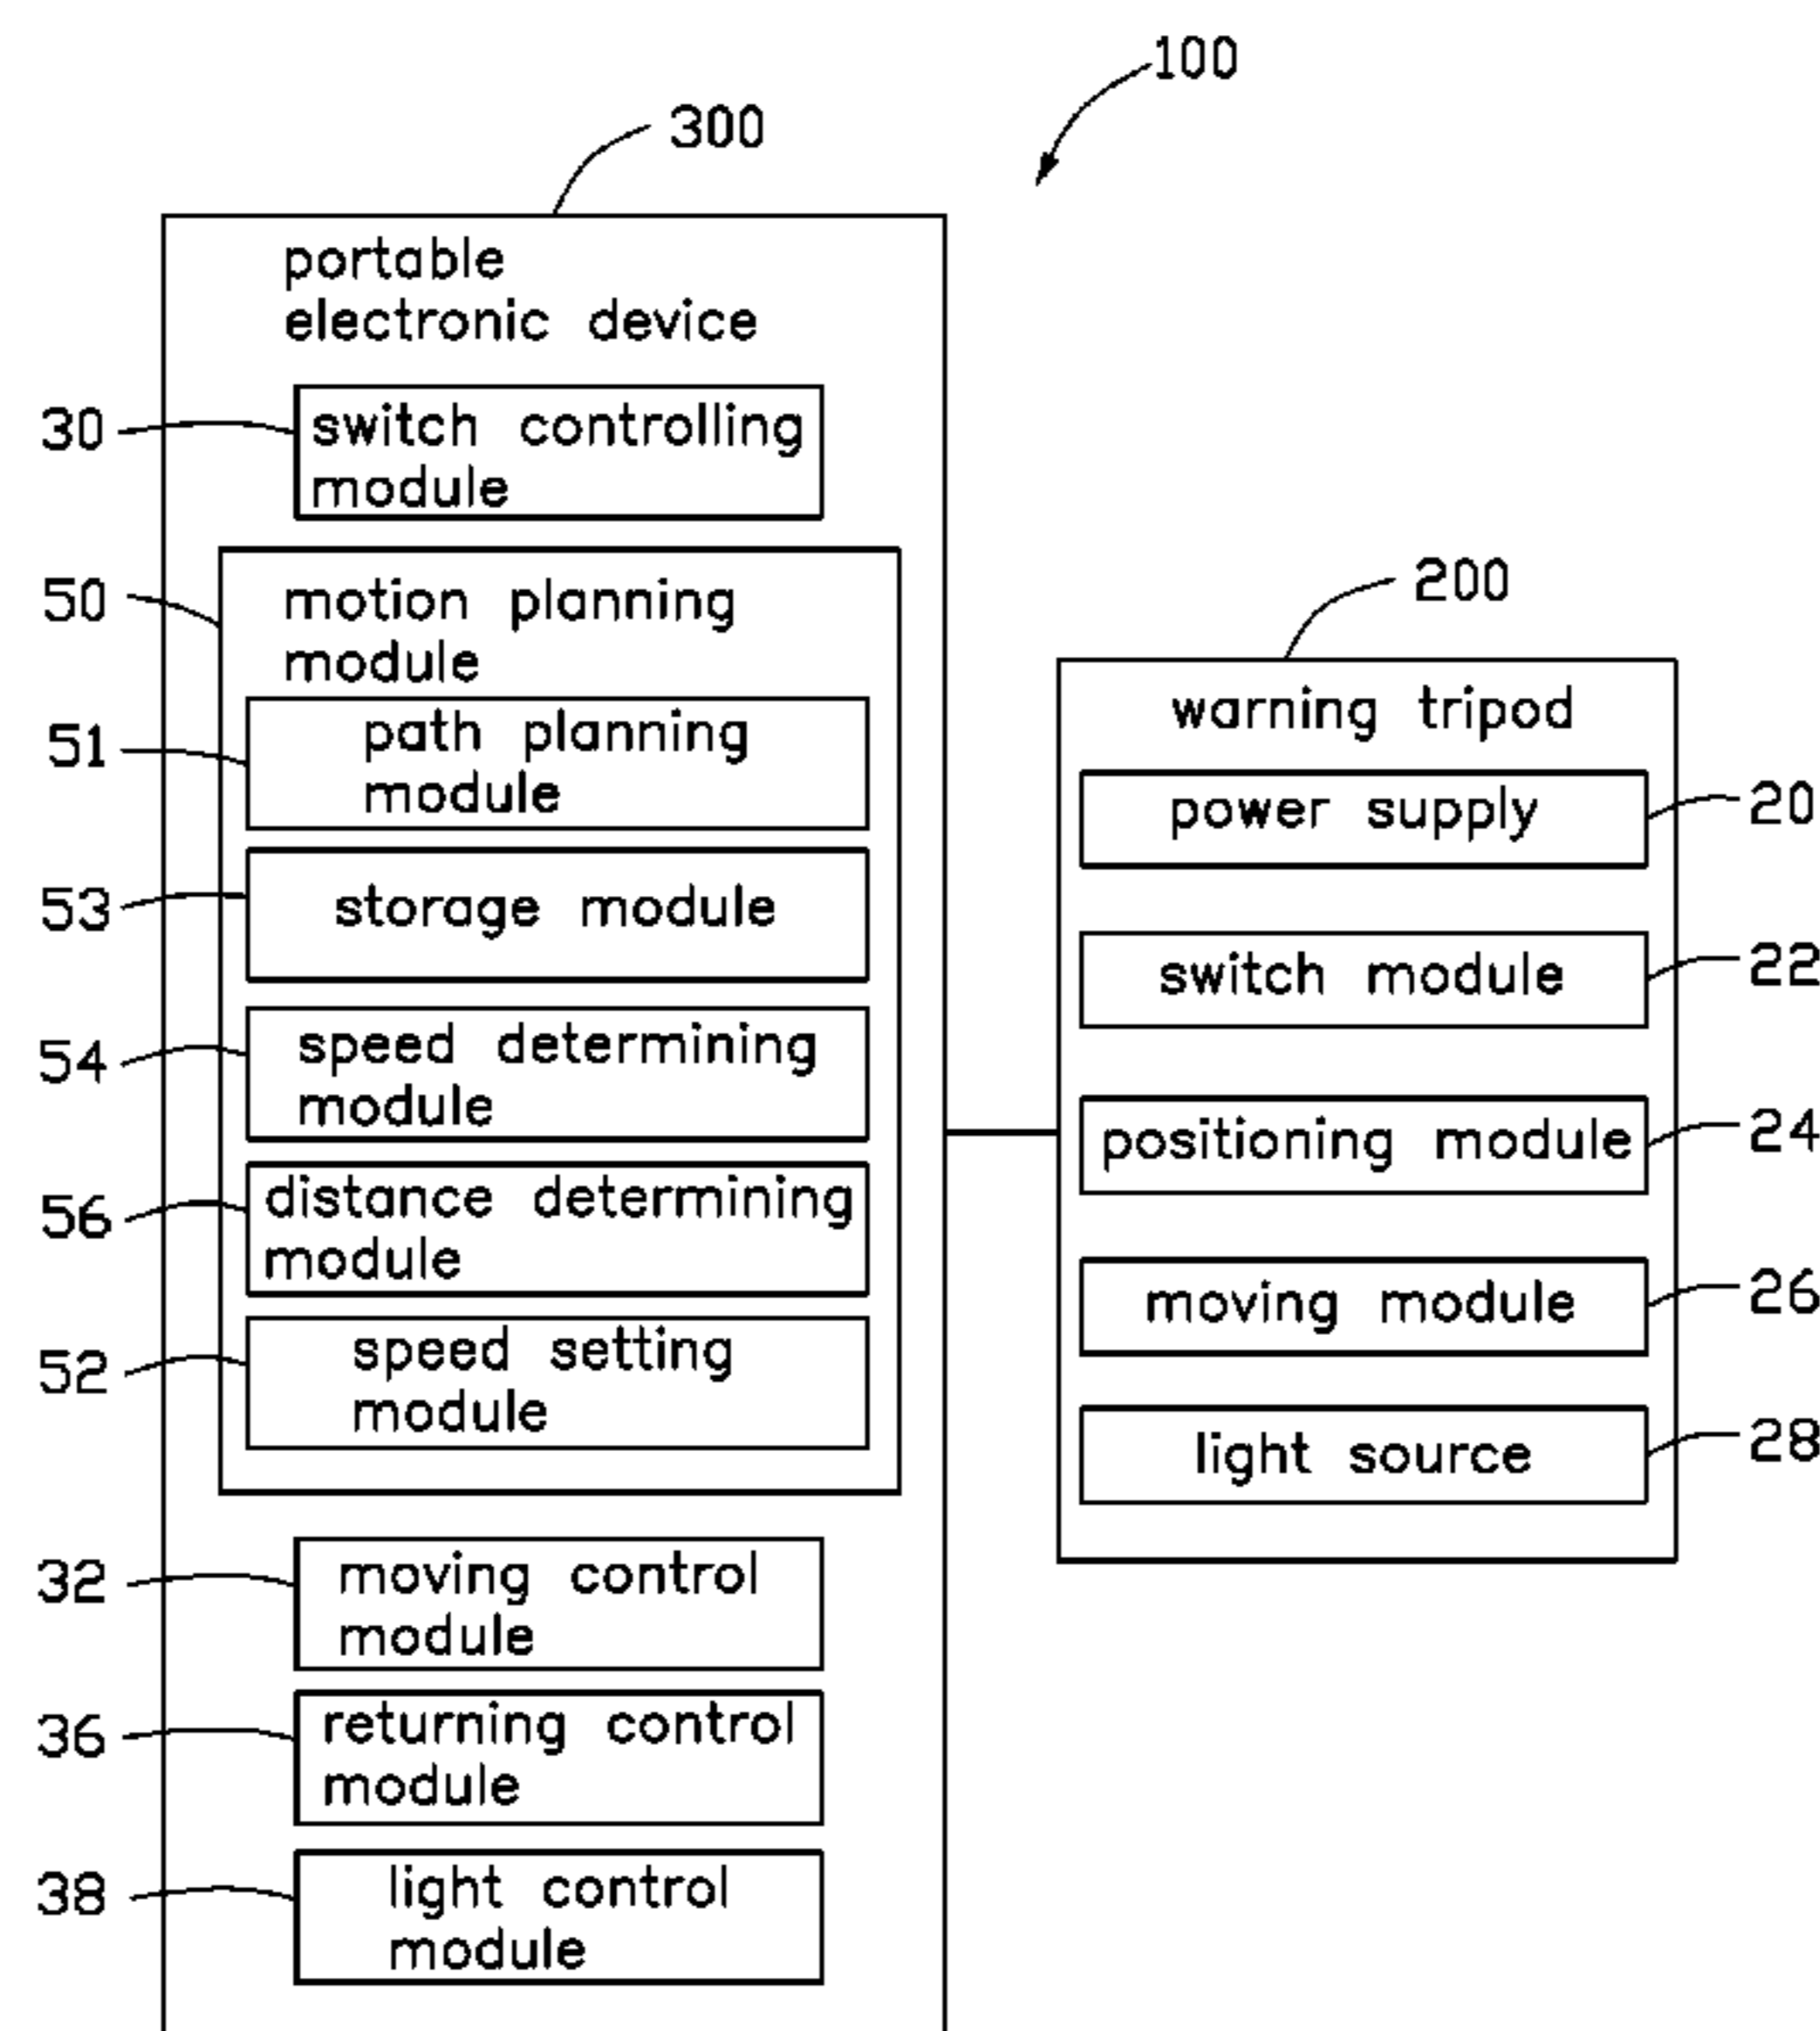 100
300
portable
electronic device
30
switch controlling
module
50
motion planning
module
51
path planning
module
53
storage module
54
speed determining
module
56
distance determining
module
52
speed setting
module
32
moving control
module
36
returning control
module
38
light control
module
200
warning tripod
power supply
20
switch module
22
positioning module
24
moving module
26
light source
28